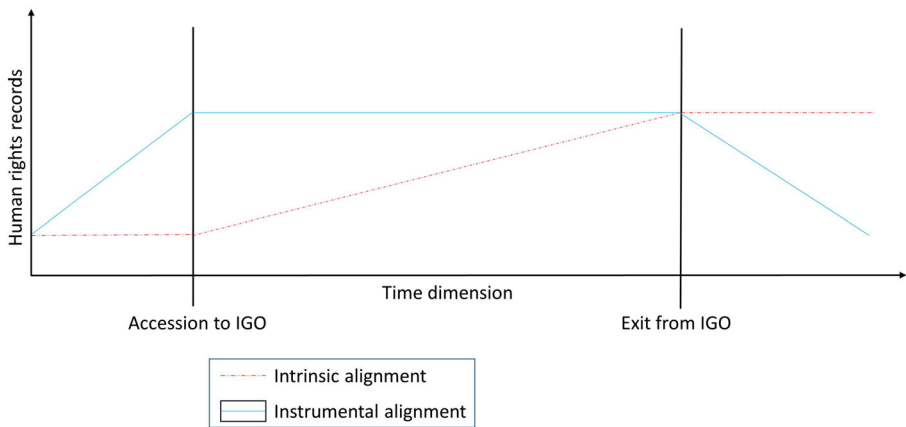 Human rights records
Time dimension
Accession to IGO
Exit from IGO
Intrinsic alignment
Instrumental alignment